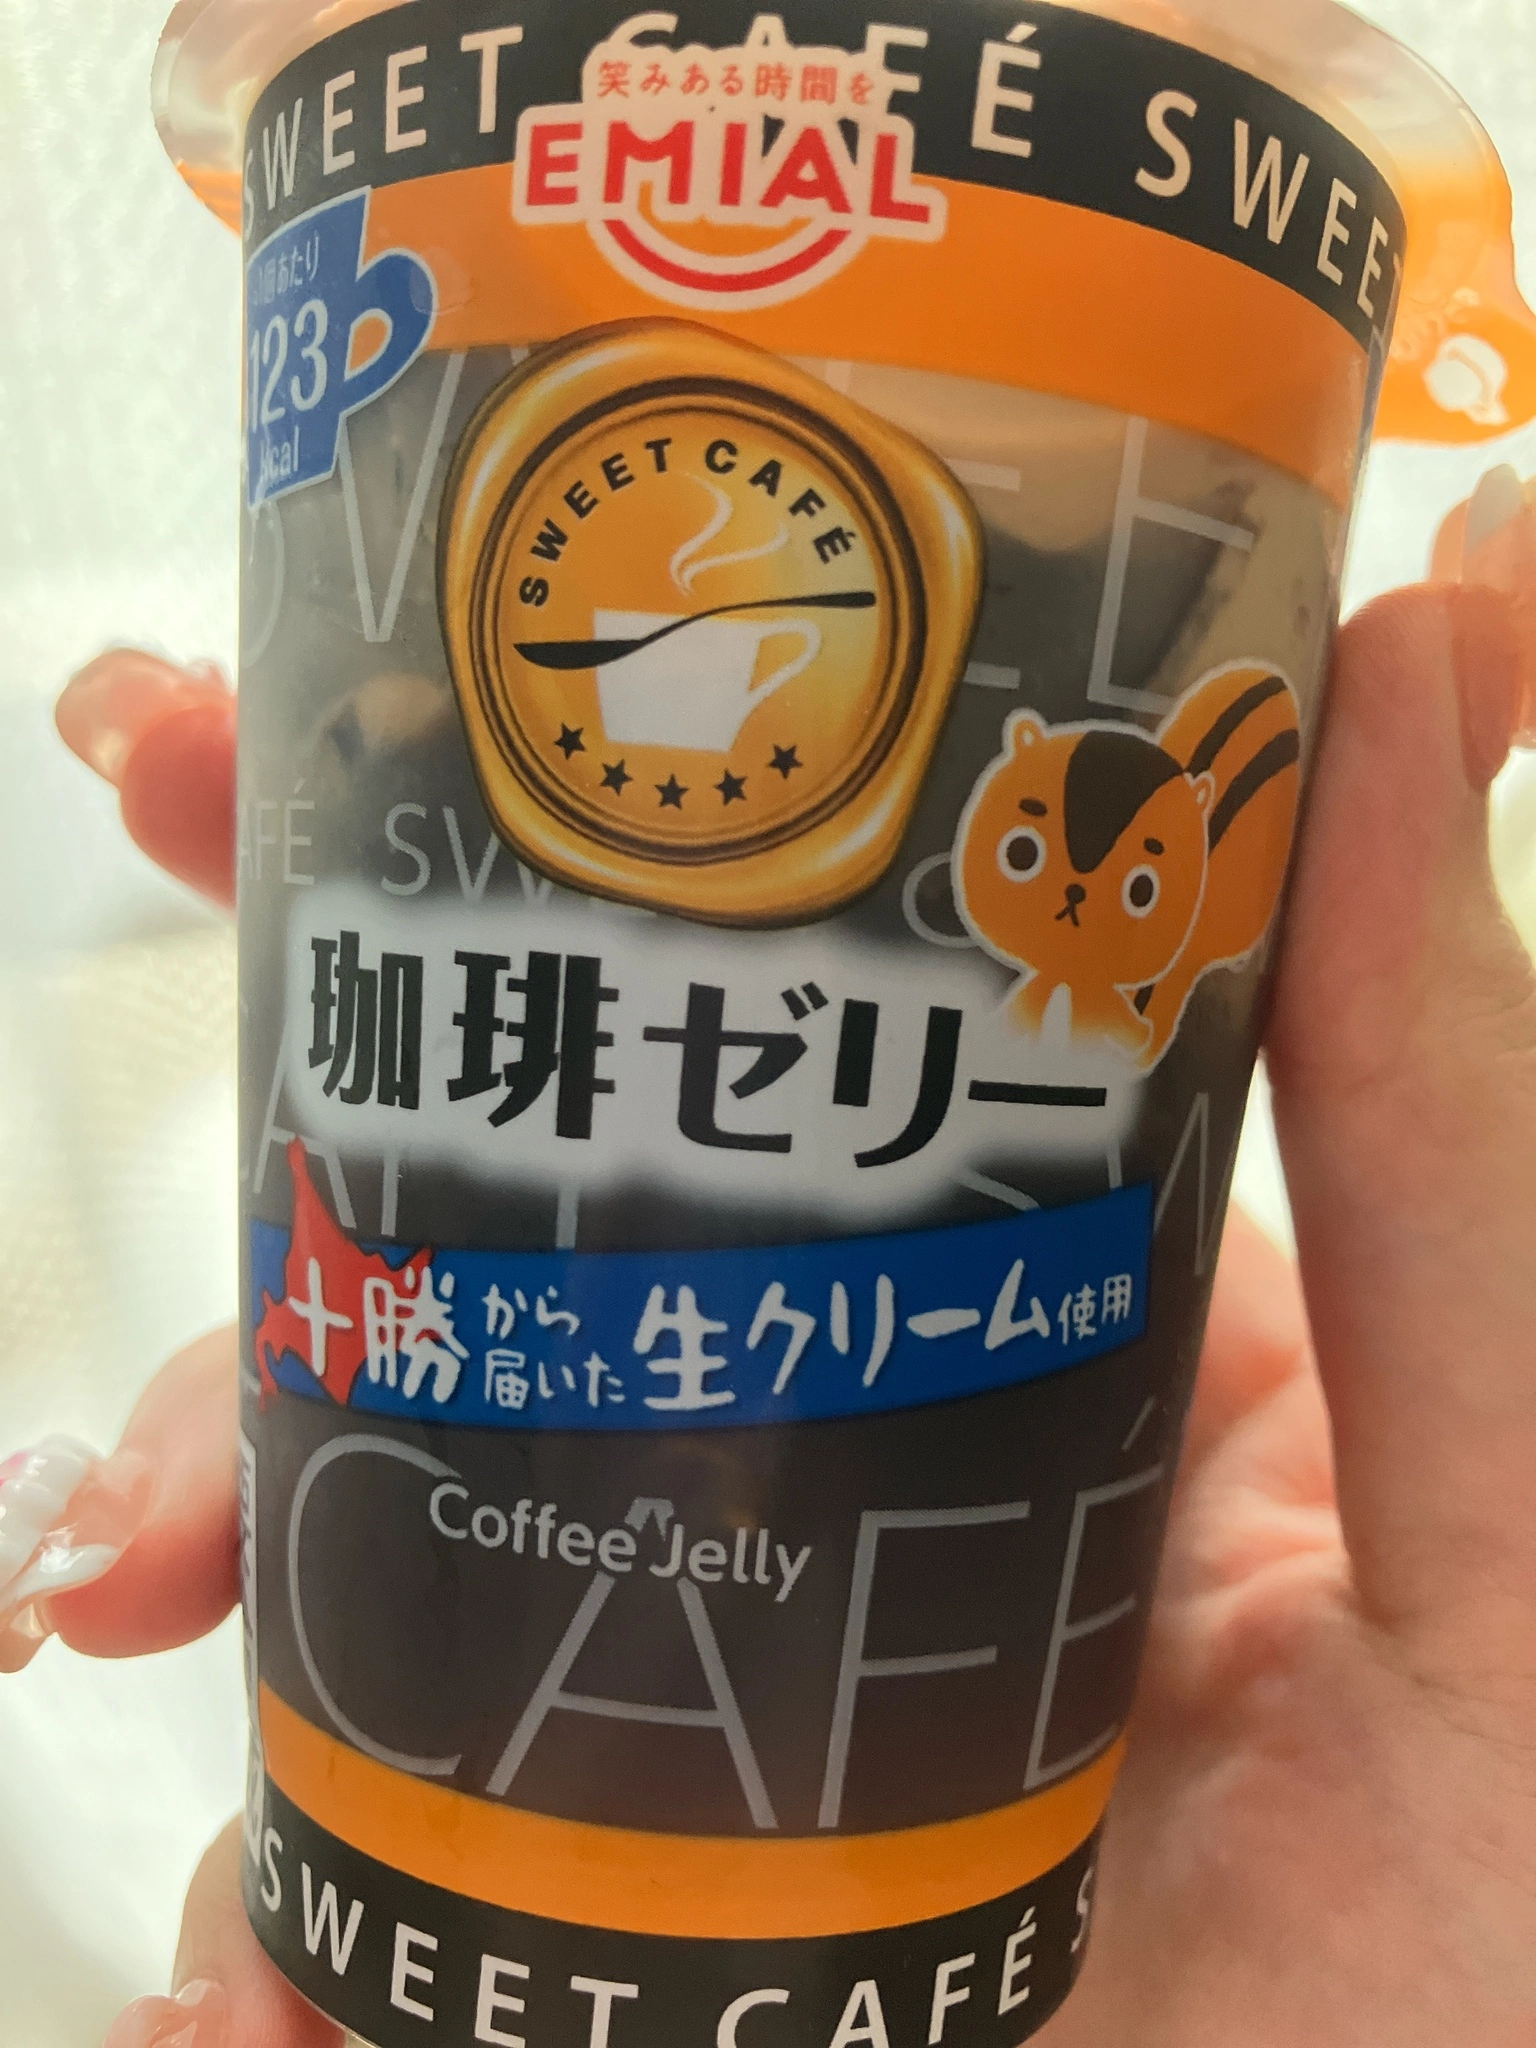 SWEET CAFÉ SWEET
笑みある時間を
EMIAL
1個あたり
123
kcal
SWEET CAFÉ
CAFÉ SWE
珈琲ゼリー
十勝から届いた生クリーム使用
Coffee Jelly
CAFÉ
SWEET CAFÉ S